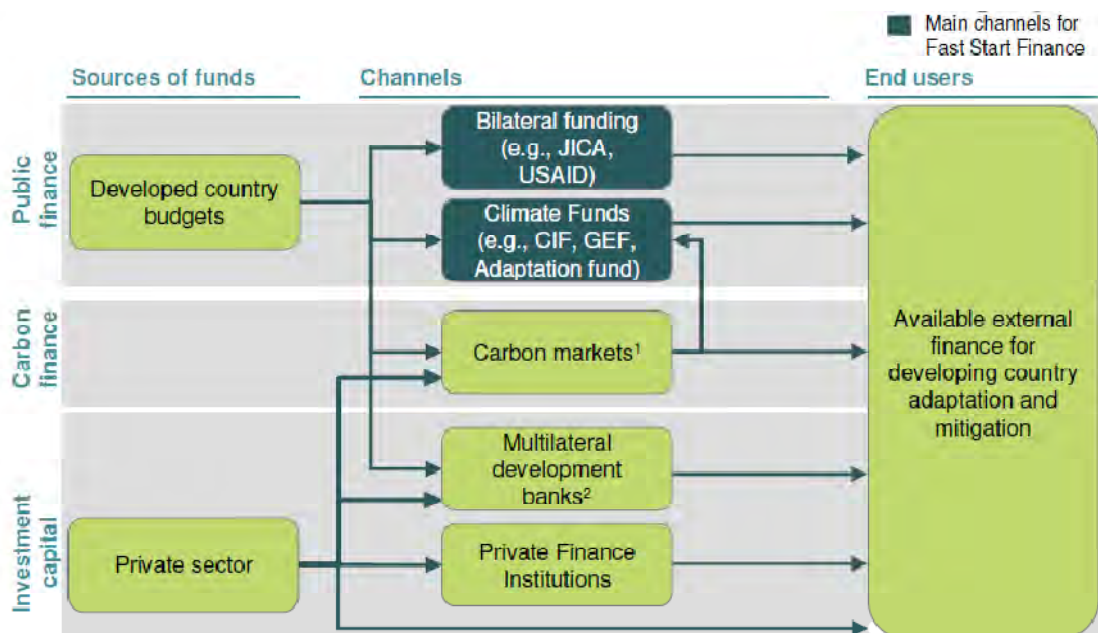 Main channels for
Fast Start Finance
Sources of funds
Channels
End users
Public
finance
Developed country
budgets
Bilateral funding
(e.g., JICA,
USAID)
Climate Funds
(e.g., CIF, GEF,
Adaptation fund)
Carbon
finance
Carbon markets¹
Available external
finance for
developing country
adaptation and
mitigation
Investment
capital
Private sector
Multilateral
development
banks²
Private Finance
Institutions